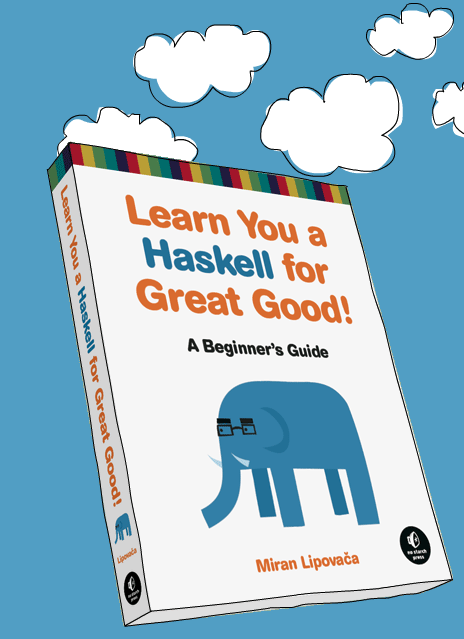 Learn You a
Haskell for
Great Good!
A Beginner's Guide
Miran Lipovača
no starch
press
Learn You a Haskell for Great Good!
Lipovača